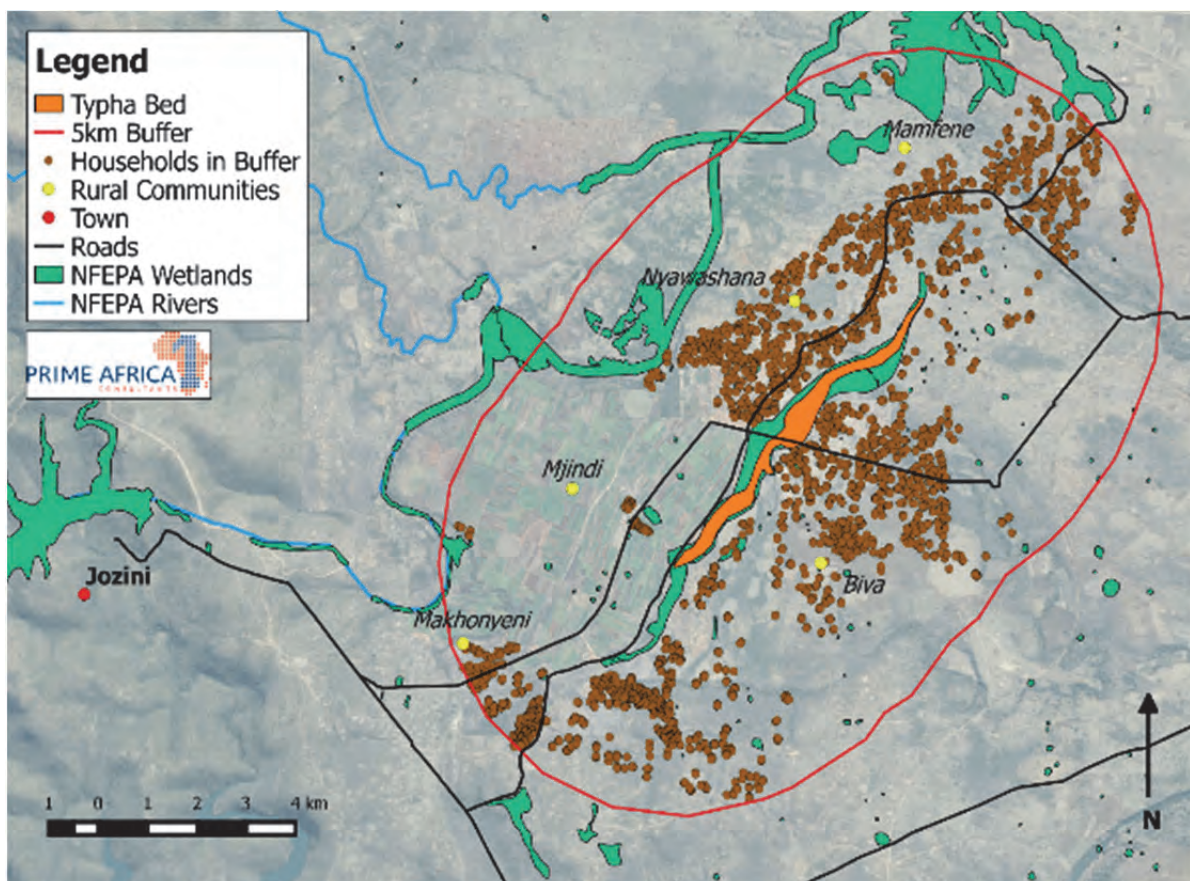 Legend
Typha Bed
5km Buffer
Households in Buffer
Rural Communities
Town
Roads
NFEPA Wetlands
NFEPA Rivers
PRIME AFRICA
CONSULTANTS
Mamfene
Nyawashana
Mjindi
Jozini
Biva
Makhonyeni
1 0 1 2 3 4 km
N